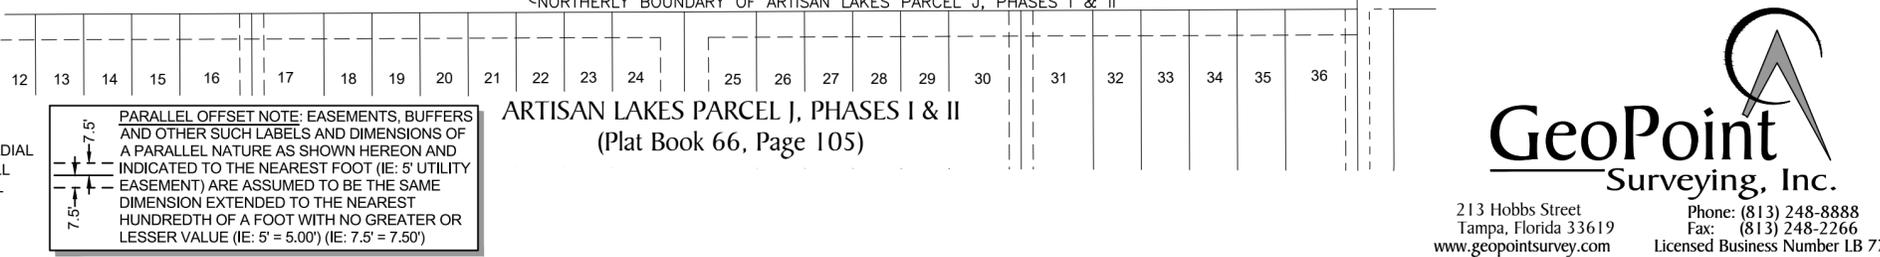 NORTHERLY BOUNDARY OF ARTISAN LAKES PARCEL J, PHASES I & II
12 13 14 15 16 17 18 19 20 21 22 23 24 25 26 27 28 29 30 31 32 33 34 35 36
PARALLEL OFFSET NOTE: EASEMENTS, BUFFERS
AND OTHER SUCH LABELS AND DIMENSIONS OF
A PARALLEL NATURE AS SHOWN HEREON AND
INDICATED TO THE NEAREST FOOT (IE: 5' UTILITY
EASEMENT) ARE ASSUMED TO BE THE SAME
DIMENSION EXTENDED TO THE NEAREST
HUNDREDTH OF A FOOT WITH NO GREATER OR
LESSER VALUE (IE: 5' = 5.00') (IE: 7.5' = 7.50')
7.5'
7.5'
DIAL
ARTISAN LAKES PARCEL J, PHASES I & II
(Plat Book 66, Page 105)
GeoPoint
Surveying, Inc.
213 Hobbs Street
Tampa, Florida 33619
www.geopointsurvey.com
Phone: (813) 248-8888
Fax: (813) 248-2266
Licensed Business Number LB 7